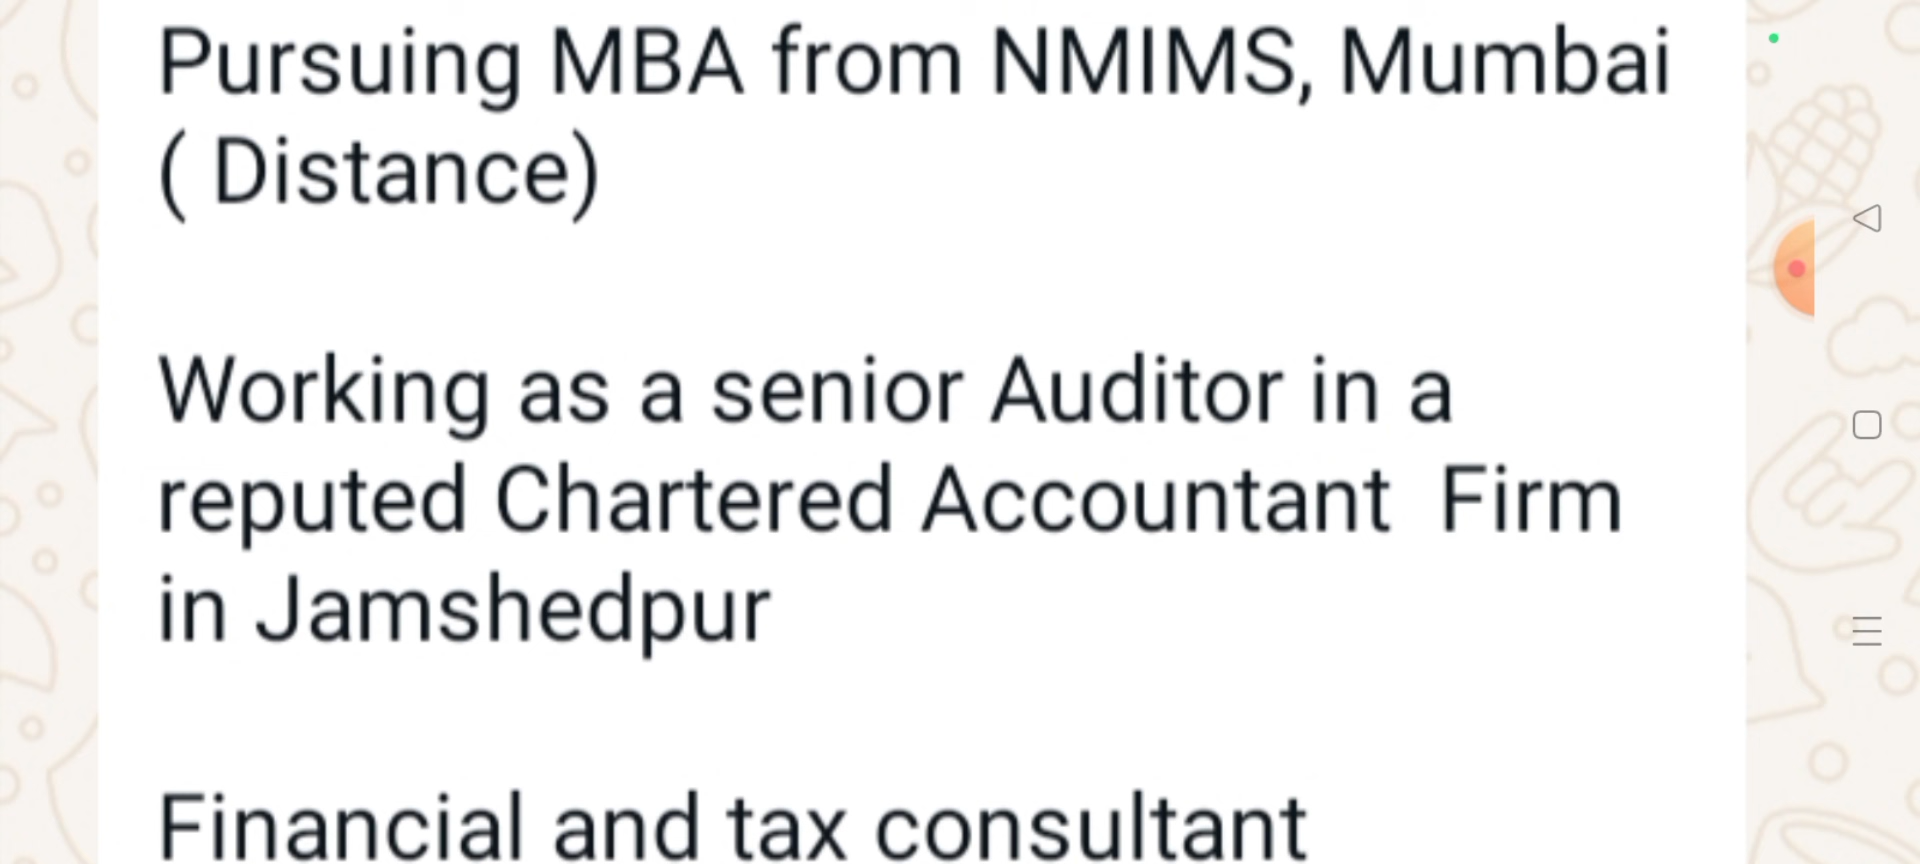 Pursuing MBA from NMIMS, Mumbai
( Distance)
Working as a senior Auditor in a
reputed Chartered Accountant  Firm
in Jamshedpur
Financial and tax consultant